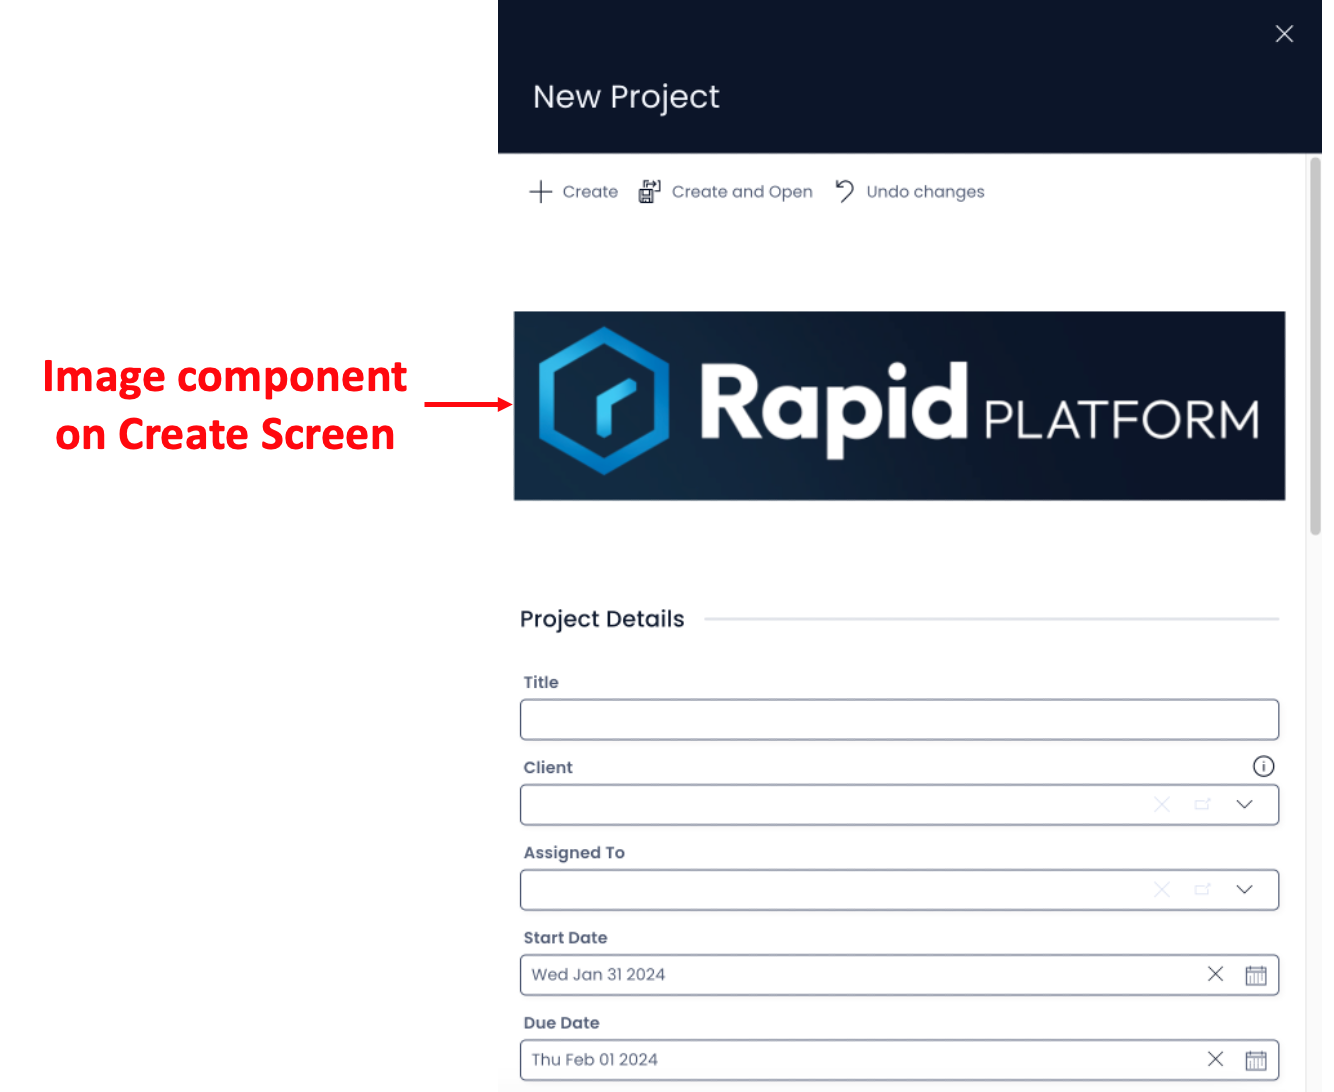 New Project
Create Create and Open Undo changes
Image component
on Create Screen
Rapid PLATFORM
Project Details
Title
Client
Assigned To
Start Date
Wed Jan 31 2024
Due Date
Thu Feb 01 2024